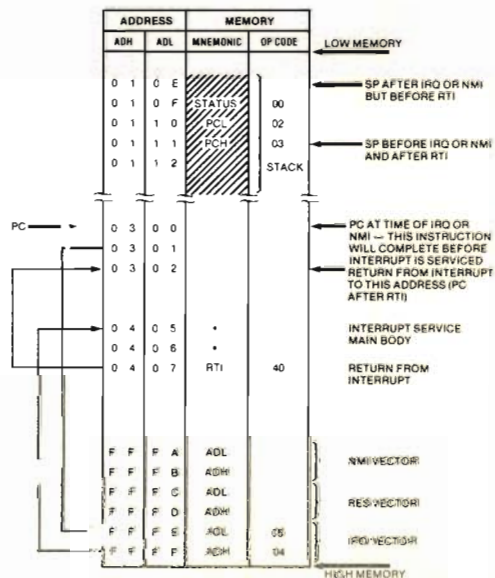 ADDRESS MEMORY
ADH ADL MNEMONIC OP CODE
LOW MEMORY
0 1 0 E SP AFTER IRQ OR NMI
BUT BEFORE RTI
0 1 0 F STATUS 00
0 1 1 0 PCL 02
0 1 1 1 PCH 03 SP BEFORE IRQ OR NMI
AND AFTER RTI
0 1 1 2 STACK
PC 0 3 0 0 PC AT TIME OF IRQ OR
NMI — THIS INSTRUCTION
0 3 0 1 WILL COMPLETE BEFORE
INTERRUPT IS SERVICED
0 3 0 2 RETURN FROM INTERRUPT
TO THIS ADDRESS (PC
AFTER RTI)
0 4 0 5 • INTERRUPT SERVICE
MAIN BODY
0 4 0 6 •
0 4 0 7 RTI 40 RETURN FROM
INTERRUPT
F F F A ADL
NMI VECTOR
F F F B ADH
F F F C ADL
RES VECTOR
F F F D ADH
F F F E ADL 05
IRQ VECTOR
F F F F ADH 04
HIGH MEMORY